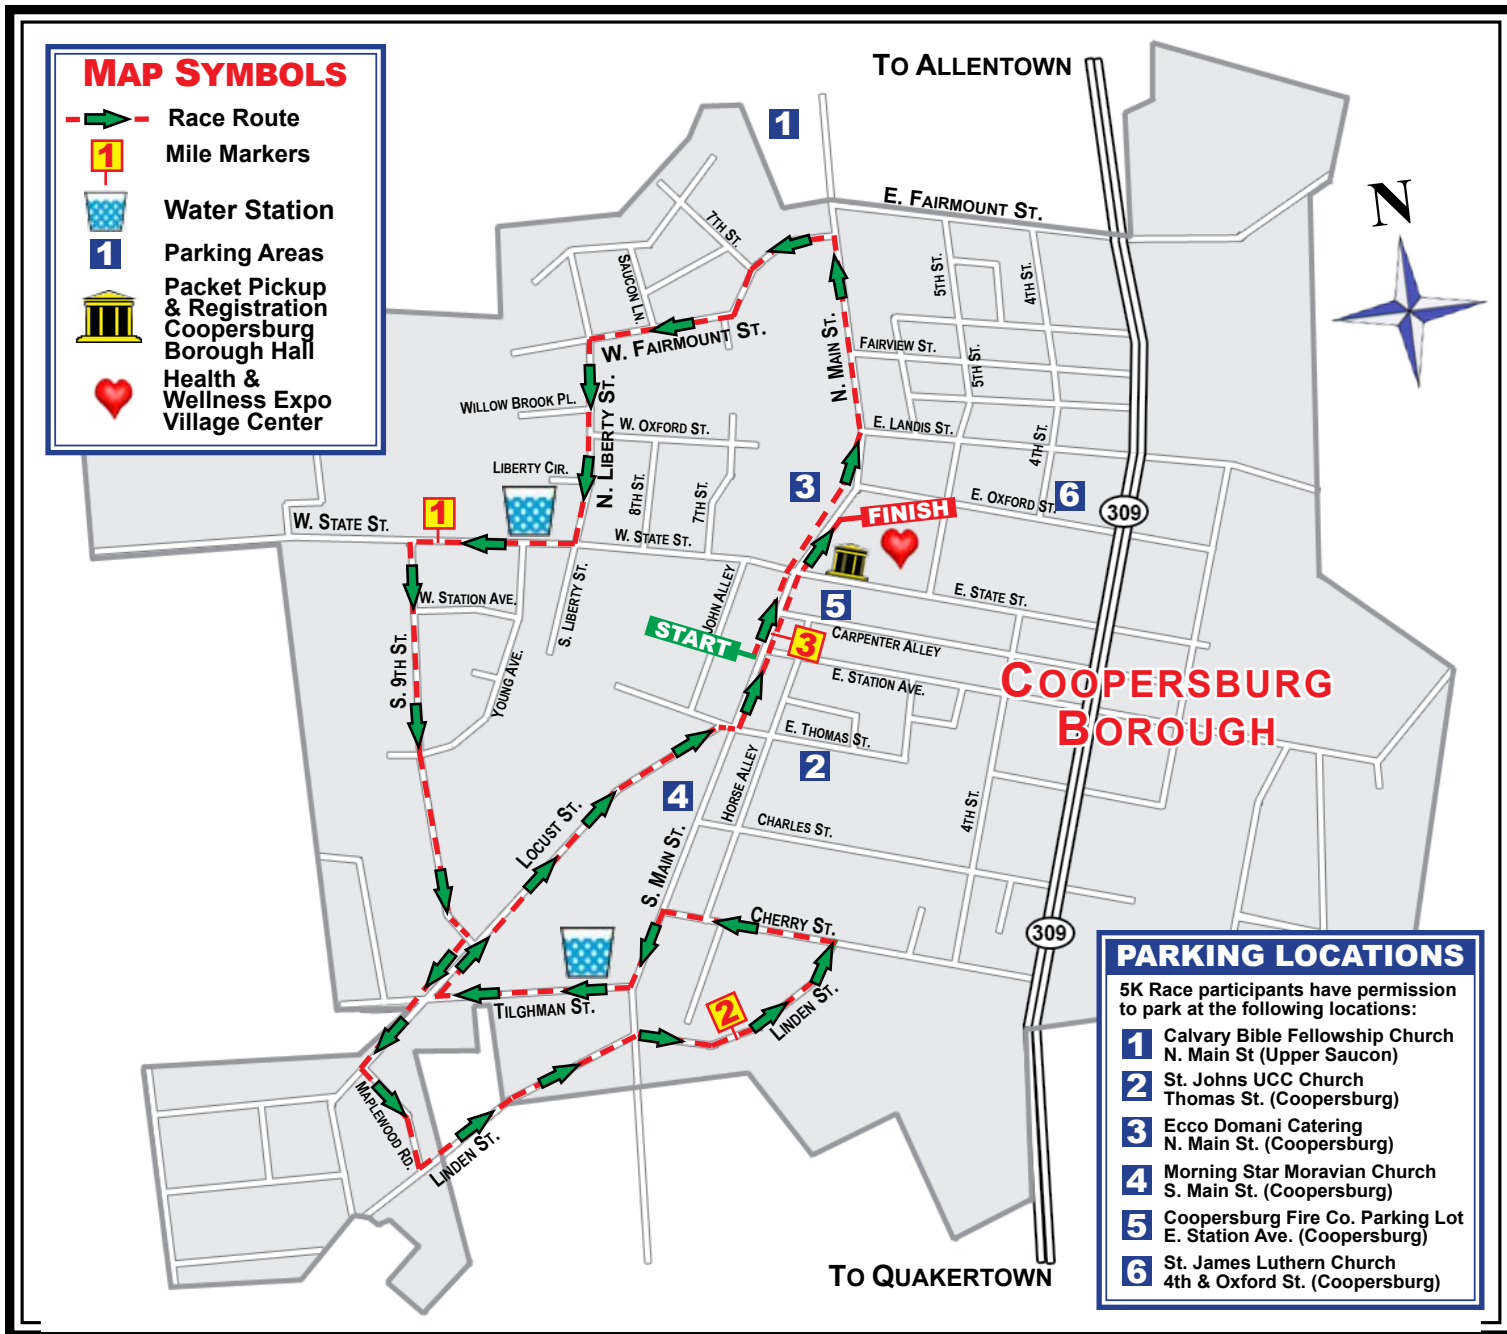 MAP SYMBOLS
Race Route
1
Mile Markers
Water Station
1
Parking Areas
Packet Pickup
& Registration
Coopersburg
Borough Hall
Health &
Wellness Expo
Village Center
TO ALLENTOWN
1
N
E. FAIRMOUNT ST.
7TH ST.
SAUCON LN.
5TH ST.
4TH ST.
W. FAIRMOUNT ST.
N. MAIN ST.
FAIRVIEW ST.
5TH ST.
WILLOW BROOK PL.
N. LIBERTY ST.
W. OXFORD ST.
E. LANDIS ST.
4TH ST.
LIBERTY CIR.
8TH ST.
7TH ST.
3
E. OXFORD ST.
6
309
1
W. STATE ST.
W. STATE ST.
FINISH
W. STATION AVE.
S. LIBERTY ST.
JOHN ALLEY
5
E. STATE ST.
START
3
CARPENTER ALLEY
E. STATION AVE.
S. 9TH ST.
YOUNG AVE.
COOPERSBURG
BOROUGH
E. THOMAS ST.
2
HORSE ALLEY
4
LOCUST ST.
CHARLES ST.
4TH ST.
S. MAIN ST.
CHERRY ST.
309
TILGHMAN ST.
2
LINDEN ST.
MAPLEWOOD RD.
LINDEN ST.
TO QUAKERTOWN
PARKING LOCATIONS
5K Race participants have permission
to park at the following locations:
1 Calvary Bible Fellowship Church
N. Main St (Upper Saucon)
2 St. Johns UCC Church
Thomas St. (Coopersburg)
3 Ecco Domani Catering
N. Main St. (Coopersburg)
4 Morning Star Moravian Church
S. Main St. (Coopersburg)
5 Coopersburg Fire Co. Parking Lot
E. Station Ave. (Coopersburg)
6 St. James Luthern Church
4th & Oxford St. (Coopersburg)